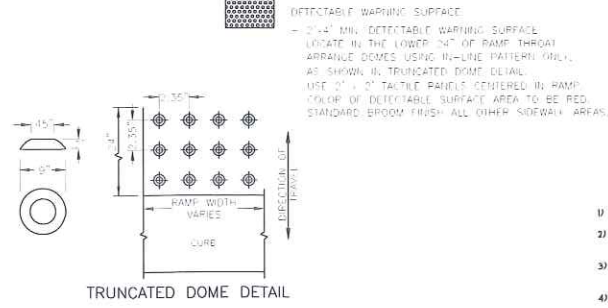 DETECTABLE WARNING SURFACE
- 2'x4' MIN. DETECTABLE WARNING SURFACE
LOCATE IN THE LOWER 24" OF RAMP THROAT
ARRANGE DOMES USING IN-LINE PATTERN ONLY,
AS SHOWN IN TRUNCATED DOME DETAIL.
USE 2' x 2' TACTILE PANELS CENTERED IN RAMP.
COLOR OF DETECTABLE SURFACE AREA TO BE RED.
STANDARD BROOM FINISH ALL OTHER SIDEWALK AREAS.
2.35"
.45"
2.35"
24"
.9"
DIRECTION OF
TRAVEL
RAMP WIDTH
VARIES
CURB
TRUNCATED DOME DETAIL
1)
2)
3)
4)